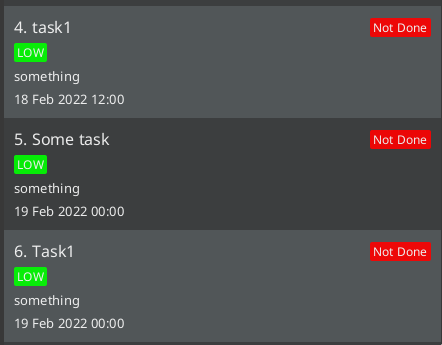 4. task1 Not Done
LOW
something
18 Feb 2022 12:00
5. Some task Not Done
LOW
something
19 Feb 2022 00:00
6. Task1 Not Done
LOW
something
19 Feb 2022 00:00